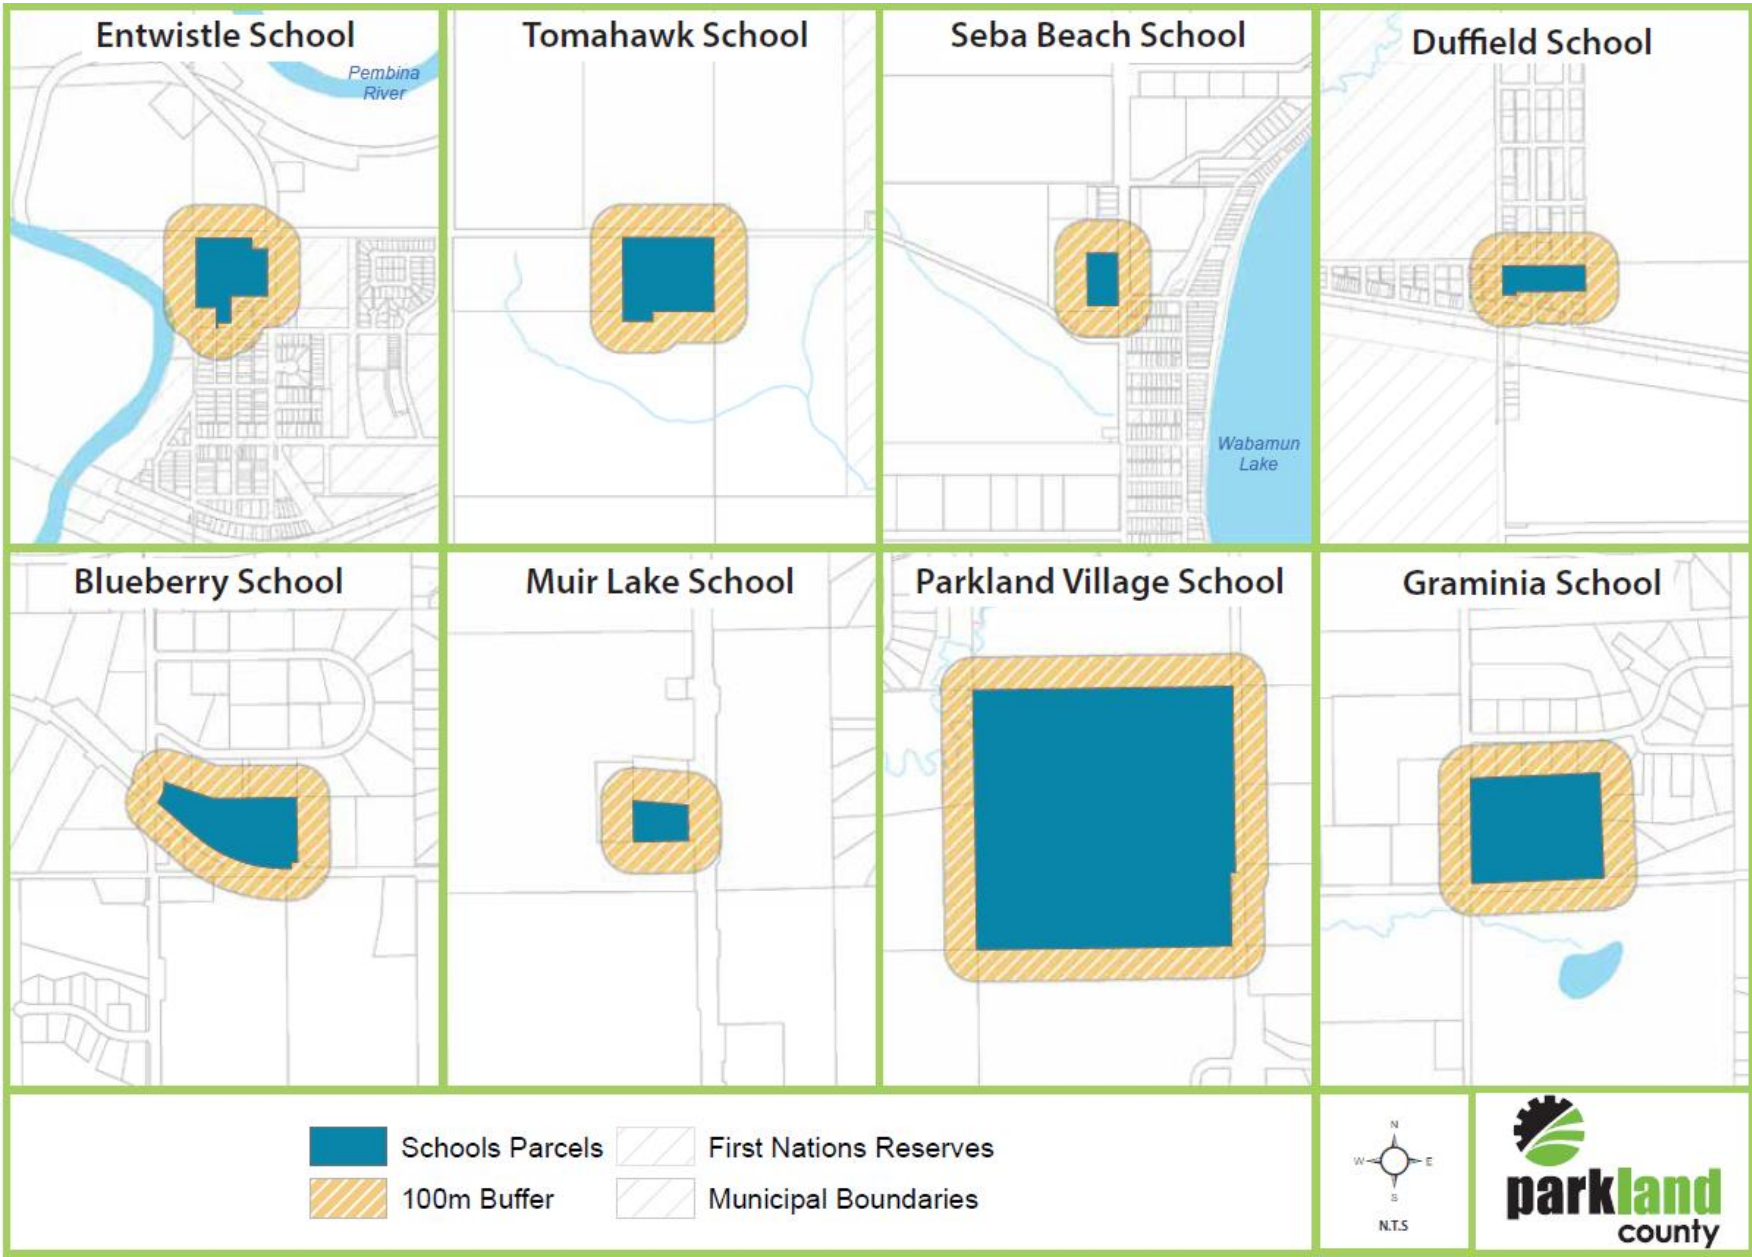 Entwistle School
Pembina
River
Tomahawk School
Seba Beach School
Wabamun
Lake
Duffield School
Blueberry School
Muir Lake School
Parkland Village School
Graminia School
Schools Parcels
First Nations Reserves
100m Buffer
Municipal Boundaries
N
W E
S
N.T.S
parkland
county